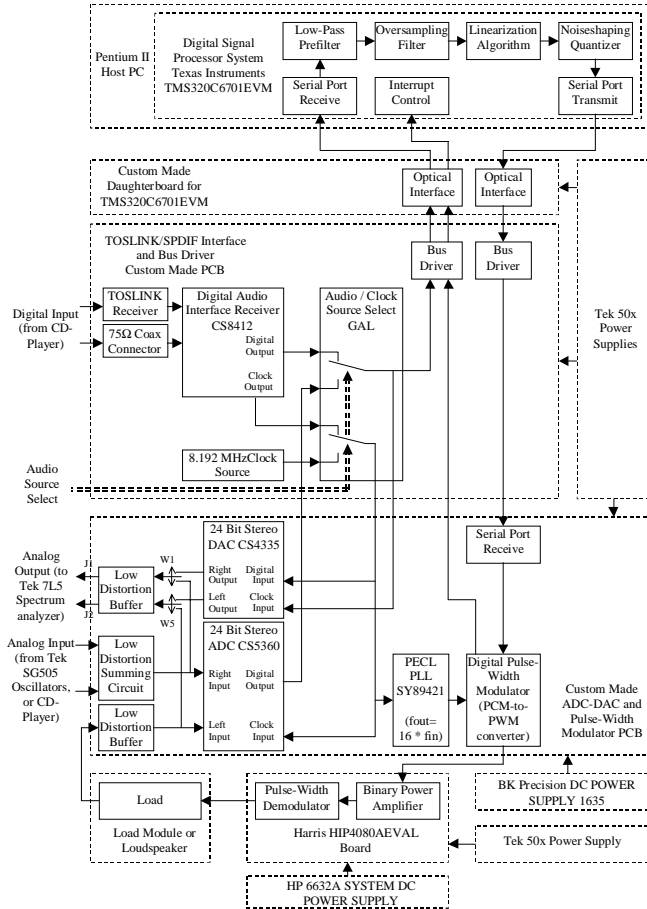 Pentium II
Host PC
Digital Signal
Processor System
Texas Instruments
TMS320C6701EVM
Low-Pass
Prefilter
Oversampling
Filter
Linearization
Algorithm
Noiseshaping
Quantizer
Serial Port
Receive
Interrupt
Control
Serial Port
Transmit
Custom Made
Daughterboard for
TMS320C6701EVM
Optical
Interface
Optical
Interface
TOSLINK/SPDIF Interface
and Bus Driver
Custom Made PCB
Bus
Driver
Bus
Driver
Tek 50x
Power
Supplies
Digital Input
(from CD-
Player)
TOSLINK
Receiver
75Ω Coax
Connector
Digital Audio
Interface Receiver
CS8412
Digital
Output
Clock
Output
Audio / Clock
Source Select
GAL
8.192 MHzClock
Source
Audio
Source
Select
Serial Port
Receive
Analog
Output (to
Tek 7L5
Spectrum
analyzer)
J1
J2
Low
Distortion
Buffer
W1
W5
24 Bit Stereo
DAC CS4335
Right
Output
Digital
Input
Left
Output
Clock
Input
Analog Input
(from Tek
SG505
Oscillators,
or CD-
Player)
Low
Distortion
Summing
Circuit
Low
Distortion
Buffer
24 Bit Stereo
ADC CS5360
Right
Input
Digital
Output
Left
Input
Clock
Input
PECL
PLL
SY89421
(fout=
16 * fin)
Digital Pulse-
Width
Modulator
(PCM-to-
PWM
converter)
Custom Made
ADC-DAC and
Pulse-Width
Modulator PCB
Load
Load Module or
Loudspeaker
Pulse-Width
Demodulator
Binary Power
Amplifier
Harris HIP4080AEVAL
Board
BK Precision DC POWER
SUPPLY 1635
Tek 50x Power Supply
HP 6632A SYSTEM DC
POWER SUPPLY